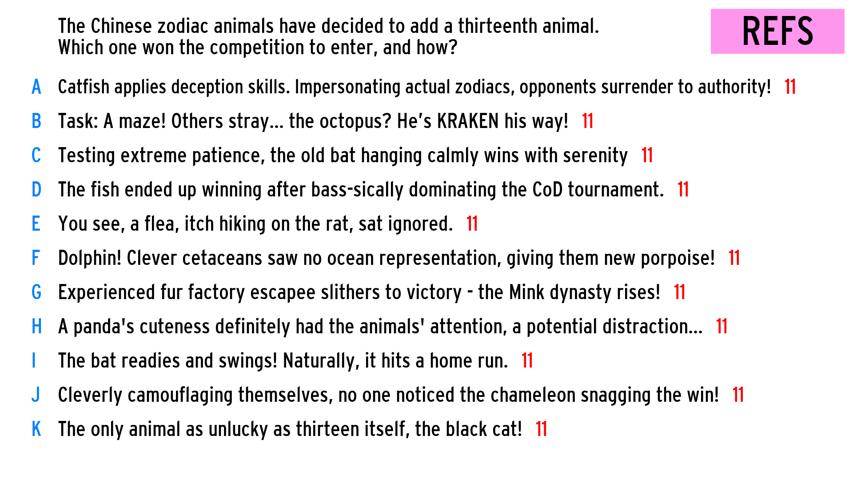 The Chinese zodiac animals have decided to add a thirteenth animal.
Which one won the competition to enter, and how?
REFS
A Catfish applies deception skills. Impersonating actual zodiacs, opponents surrender to authority! 11
B Task: A maze! Others stray... the octopus? He's KRAKEN his way! 11
C Testing extreme patience, the old bat hanging calmly wins with serenity 11
D The fish ended up winning after bass-sically dominating the CoD tournament. 11
E You see, a flea, itch hiking on the rat, sat ignored. 11
F Dolphin! Clever cetaceans saw no ocean representation, giving them new porpoise! 11
G Experienced fur factory escapee slithers to victory - the Mink dynasty rises! 11
H A panda's cuteness definitely had the animals' attention, a potential distraction... 11
I The bat readies and swings! Naturally, it hits a home run. 11
J Cleverly camouflaging themselves, no one noticed the chameleon snagging the win! 11
K The only animal as unlucky as thirteen itself, the black cat! 11